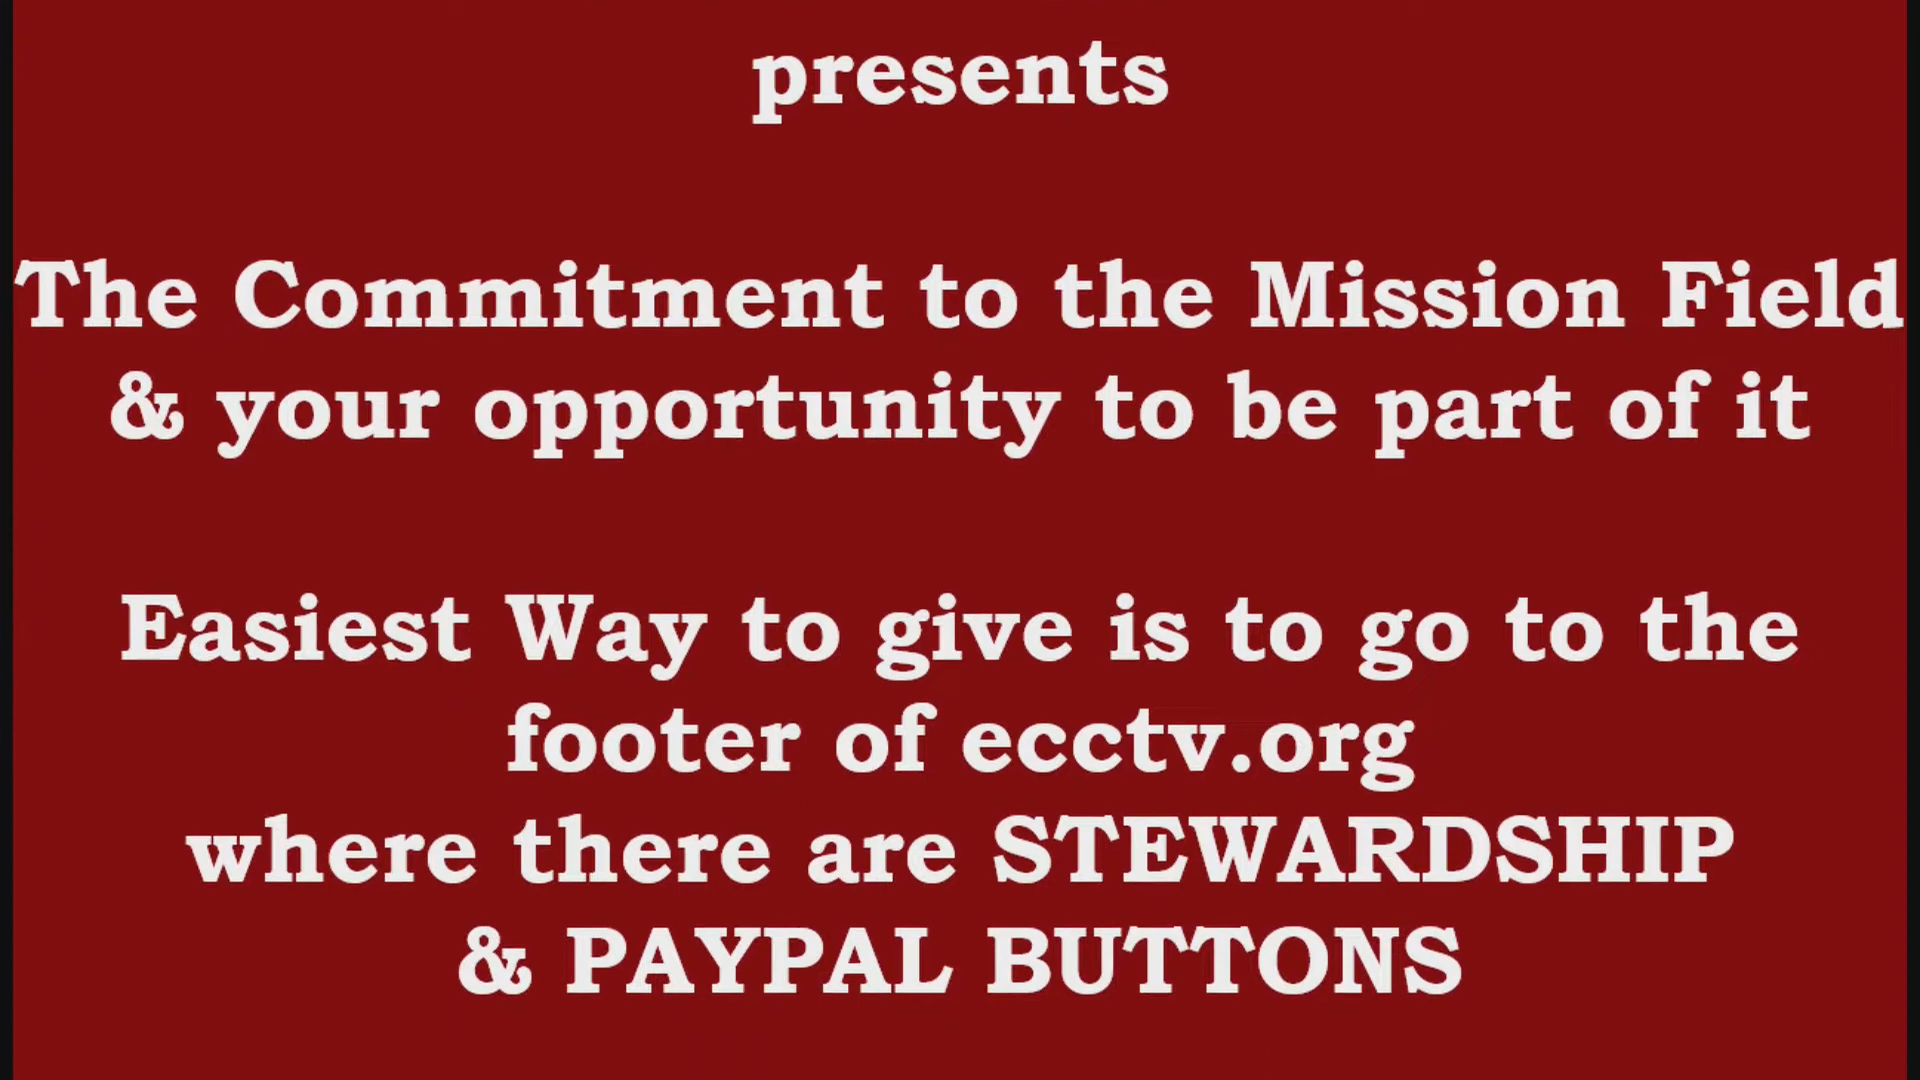 presents
The Commitment to the Mission Field
& your opportunity to be part of it
Easiest Way to give is to go to the
footer of ecctv.org
where there are STEWARDSHIP
& PAYPAL BUTTONS